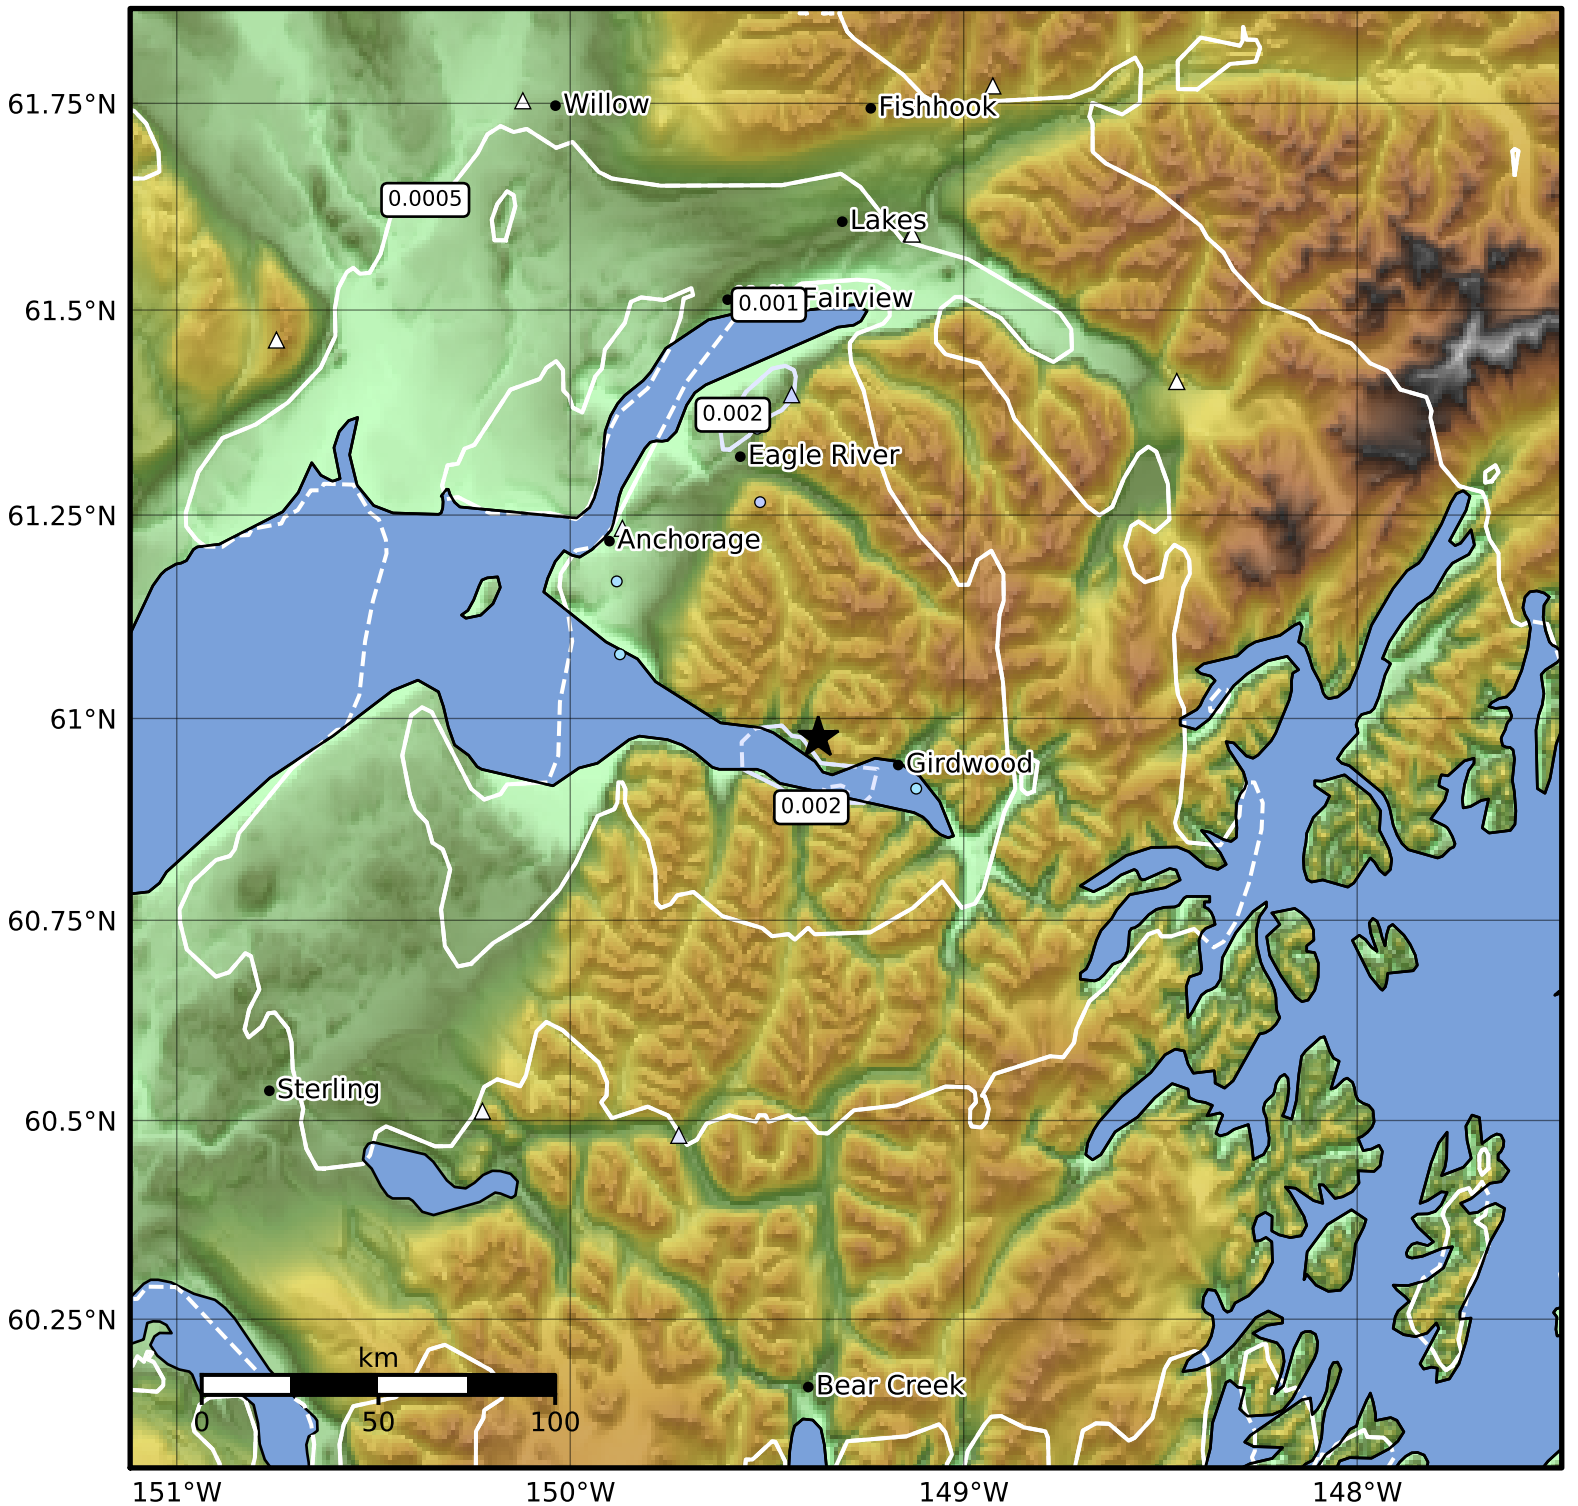 61.75°N
Willow
Fishhook
0.0005
Lakes
61.5°N
0.001
Fairview
0.002
Eagle River
61.25°N
Anchorage
61°N
Girdwood
0.002
60.75°N
Sterling
60.5°N
60.25°N
km
Bear Creek
0
50
100
151°W
150°W
149°W
148°W